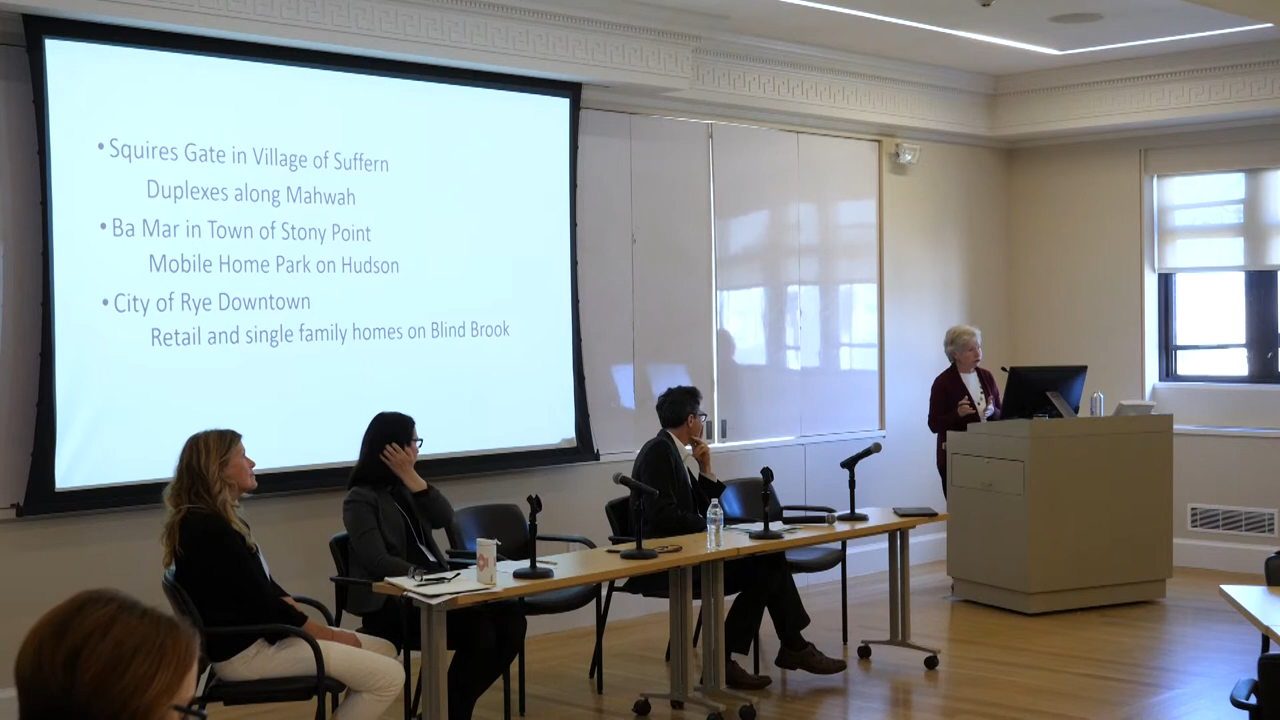 • Squires Gate in Village of Suffern
Duplexes along Mahwah
• Ba Mar in Town of Stony Point
Mobile Home Park on Hudson
• City of Rye Downtown
Retail and single family homes on Blind Brook